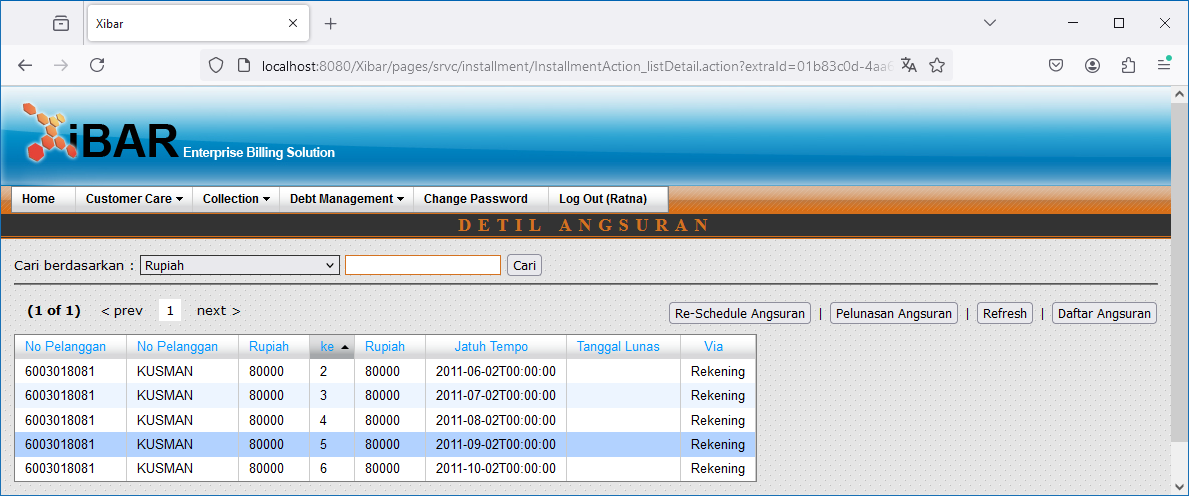 Xibar
localhost:8080/Xibar/pages/srvc/installment/InstallmentAction_listDetail.action?extraId=01b83c0d-4aa6
iBAR Enterprise Billing Solution
Home Customer Care Collection Debt Management Change Password Log Out (Ratna)
DETIL ANGSURAN
Cari berdasarkan : Rupiah Cari
(1 of 1) < prev 1 next > Re-Schedule Angsuran | Pelunasan Angsuran | Refresh | Daftar Angsuran
No Pelanggan No Pelanggan Rupiah ke Rupiah Jatuh Tempo Tanggal Lunas Via
6003018081 KUSMAN 80000 2 80000 2011-06-02T00:00:00 Rekening
6003018081 KUSMAN 80000 3 80000 2011-07-02T00:00:00 Rekening
6003018081 KUSMAN 80000 4 80000 2011-08-02T00:00:00 Rekening
6003018081 KUSMAN 80000 5 80000 2011-09-02T00:00:00 Rekening
6003018081 KUSMAN 80000 6 80000 2011-10-02T00:00:00 Rekening